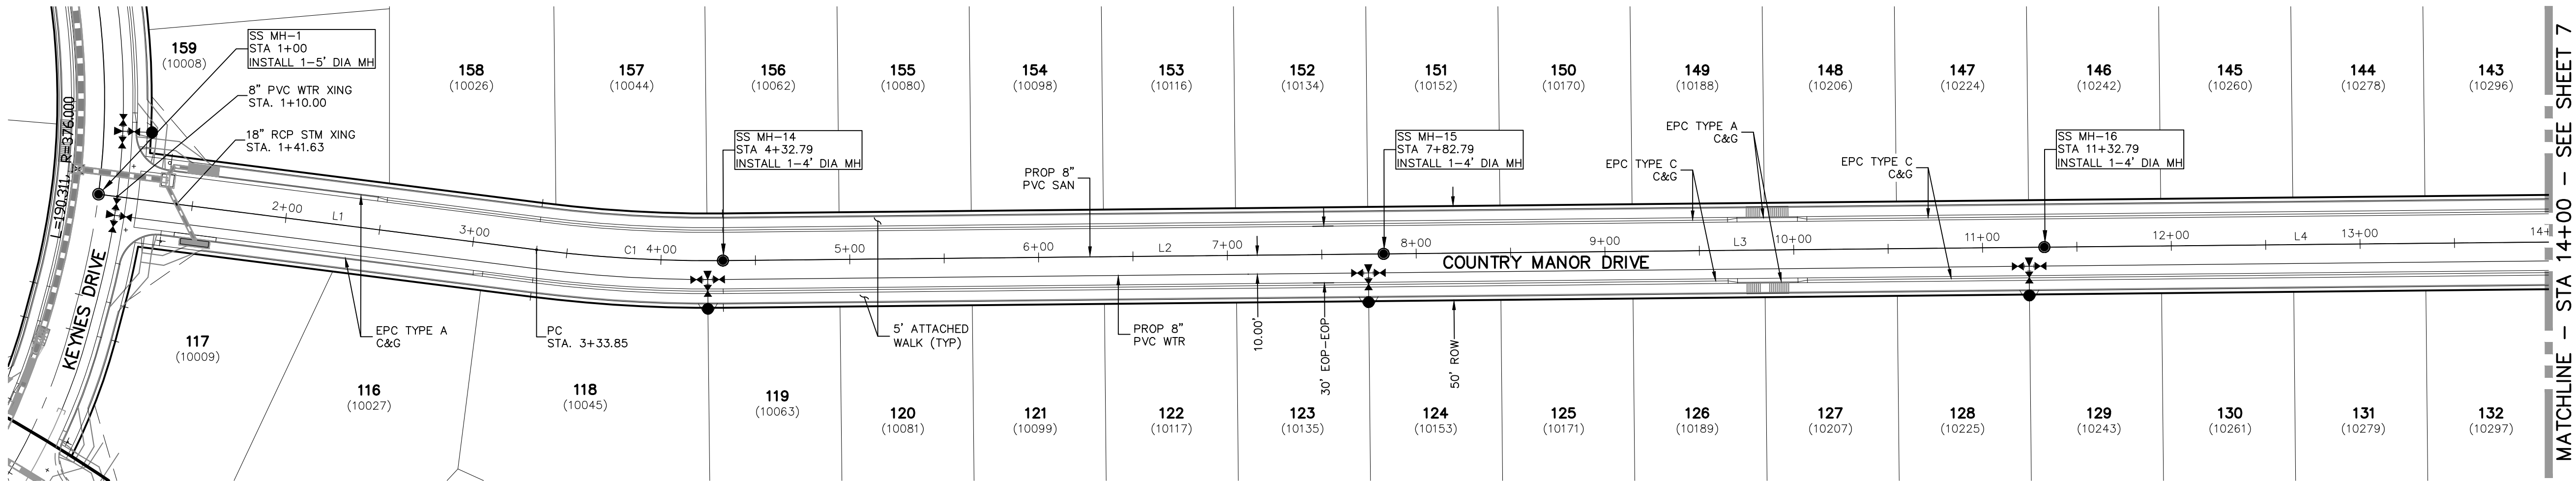 159
(10008)
SS MH-1
STA 1+00
INSTALL 1-5' DIA MH
8" PVC WTR XING
STA. 1+10.00
18" RCP STM XING
STA. 1+41.63
L=190.311, R=376.000
KEYNES DRIVE
158
(10026)
157
(10044)
156
(10062)
155
(10080)
154
(10098)
153
(10116)
152
(10134)
151
(10152)
150
(10170)
149
(10188)
148
(10206)
147
(10224)
146
(10242)
145
(10260)
144
(10278)
143
(10296)
SS MH-14
STA 4+32.79
INSTALL 1-4' DIA MH
PROP 8"
PVC SAN
SS MH-15
STA 7+82.79
INSTALL 1-4' DIA MH
EPC TYPE C
C&G
EPC TYPE A
C&G
EPC TYPE C
C&G
SS MH-16
STA 11+32.79
INSTALL 1-4' DIA MH
2+00
L1
3+00
C1
4+00
5+00
6+00
L2
7+00
8+00
9+00
L3
10+00
11+00
12+00
L4
13+00
14+
COUNTRY MANOR DRIVE
EPC TYPE A
C&G
PC
STA. 3+33.85
5' ATTACHED
WALK (TYP)
PROP 8"
PVC WTR
10.00'
30' EOP-EOP
50' ROW
117
(10009)
116
(10027)
118
(10045)
119
(10063)
120
(10081)
121
(10099)
122
(10117)
123
(10135)
124
(10153)
125
(10171)
126
(10189)
127
(10207)
128
(10225)
129
(10243)
130
(10261)
131
(10279)
132
(10297)
MATCHLINE - STA 14+00 - SEE SHEET 7